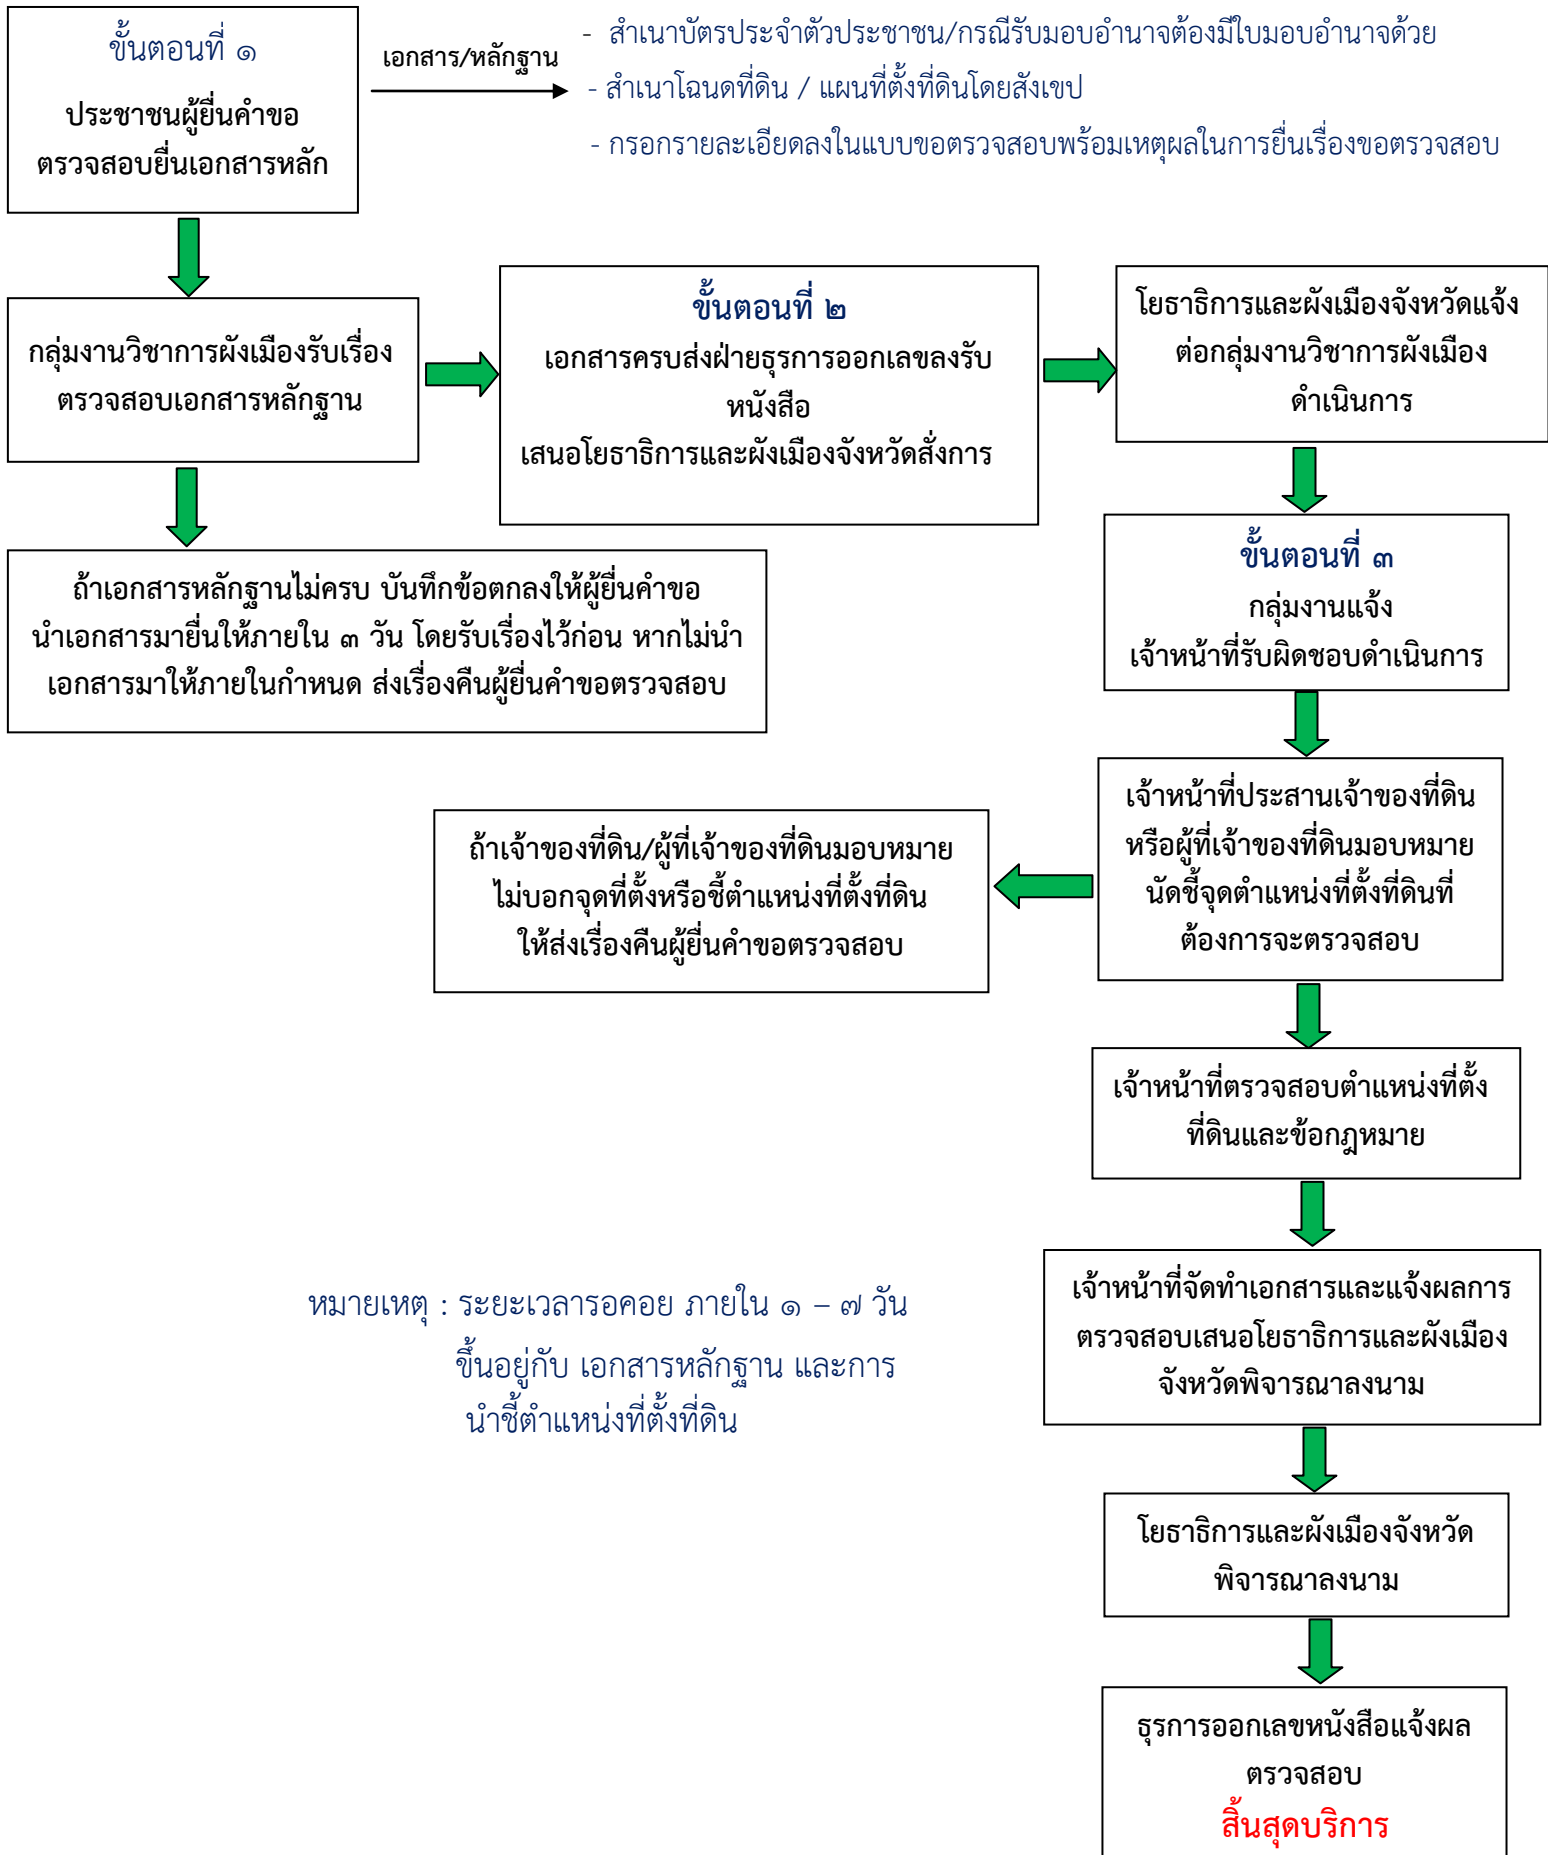 ขั้นตอนที่ ๑
ประชาชนผู้ยื่นคำขอ
ตรวจสอบยื่นเอกสารหลัก
เอกสาร/หลักฐาน
- สำเนาบัตรประจำตัวประชาชน/กรณีรับมอบอำนาจต้องมีใบมอบอำนาจด้วย
- สำเนาโฉนดที่ดิน / แผนที่ตั้งที่ดินโดยสังเขป
- กรอกรายละเอียดลงในแบบขอตรวจสอบพร้อมเหตุผลในการยื่นเรื่องขอตรวจสอบ
กลุ่มงานวิชาการผังเมืองรับเรื่อง
ตรวจสอบเอกสารหลักฐาน
ขั้นตอนที่ ๒
เอกสารครบส่งฝ่ายธุรการออกเลขลงรับ
หนังสือ
เสนอโยธาธิการและผังเมืองจังหวัดสั่งการ
โยธาธิการและผังเมืองจังหวัดแจ้ง
ต่อกลุ่มงานวิชาการผังเมือง
ดำเนินการ
ถ้าเอกสารหลักฐานไม่ครบ บันทึกข้อตกลงให้ผู้ยื่นคำขอ
นำเอกสารมายื่นให้ภายใน ๓ วัน โดยรับเรื่องไว้ก่อน หากไม่นำ
เอกสารมาให้ภายในกำหนด ส่งเรื่องคืนผู้ยื่นคำขอตรวจสอบ
ขั้นตอนที่ ๓
กลุ่มงานแจ้ง
เจ้าหน้าที่รับผิดชอบดำเนินการ
เจ้าหน้าที่ประสานเจ้าของที่ดิน
หรือผู้ที่เจ้าของที่ดินมอบหมาย
นัดชี้จุดตำแหน่งที่ตั้งที่ดินที่
ต้องการจะตรวจสอบ
ถ้าเจ้าของที่ดิน/ผู้ที่เจ้าของที่ดินมอบหมาย
ไม่บอกจุดที่ตั้งหรือชี้ตำแหน่งที่ตั้งที่ดิน
ให้ส่งเรื่องคืนผู้ยื่นคำขอตรวจสอบ
เจ้าหน้าที่ตรวจสอบตำแหน่งที่ตั้ง
ที่ดินและข้อกฎหมาย
เจ้าหน้าที่จัดทำเอกสารและแจ้งผลการ
ตรวจสอบเสนอโยธาธิการและผังเมือง
จังหวัดพิจารณาลงนาม
หมายเหตุ : ระยะเวลารอคอย ภายใน ๑ – ๗ วัน
ขึ้นอยู่กับ เอกสารหลักฐาน และการ
นำชี้ตำแหน่งที่ตั้งที่ดิน
โยธาธิการและผังเมืองจังหวัด
พิจารณาลงนาม
ธุรการออกเลขหนังสือแจ้งผล
ตรวจสอบ
สิ้นสุดบริการ